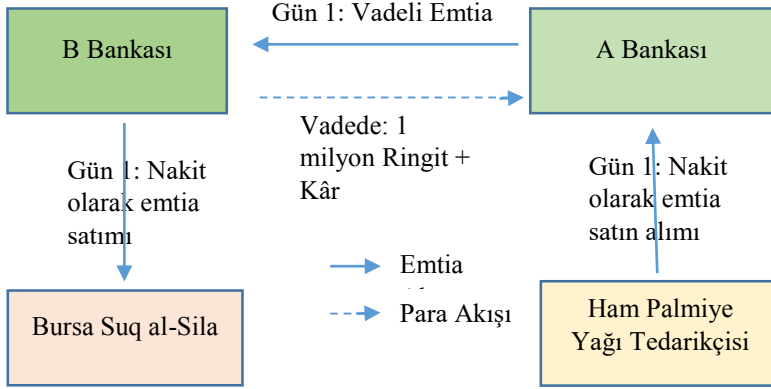 Gün 1: Vadeli Emtia
B Bankası
A Bankası
Vadede: 1
milyon Ringit +
Kâr
Gün 1: Nakit
olarak emtia
satımı
Gün 1: Nakit
olarak emtia
satın alımı
Emtia
Para Akışı
Bursa Suq al-Sila
Ham Palmiye
Yağı Tedarikçisi